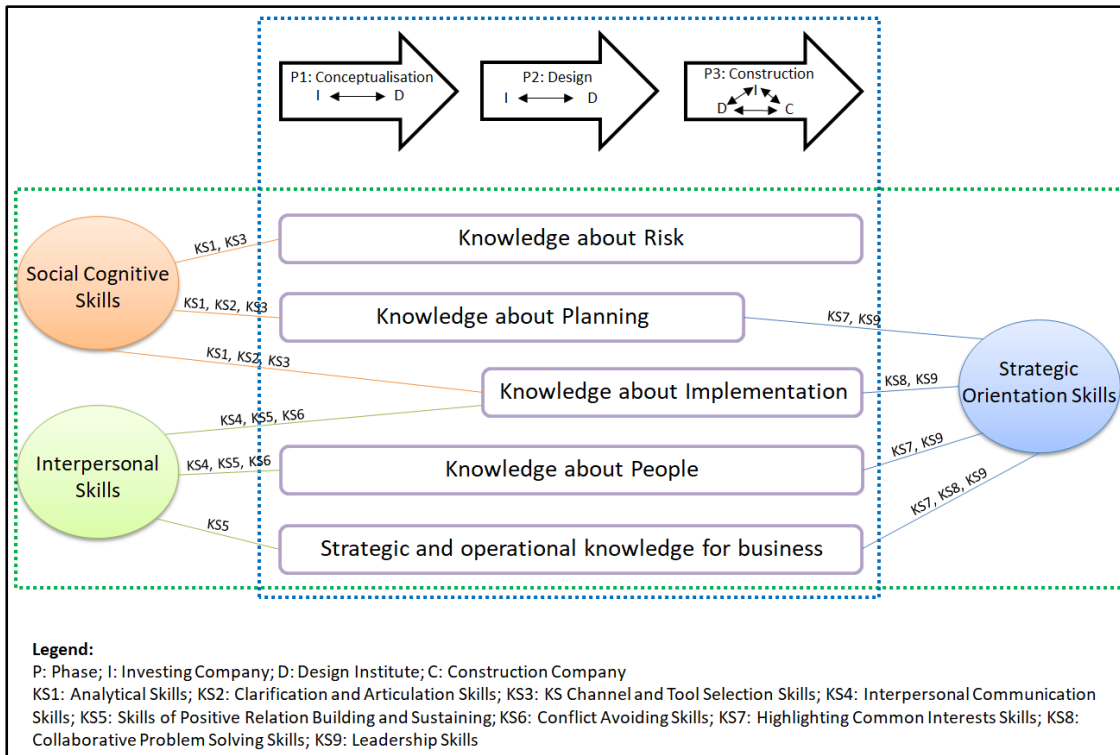 P1: Conceptualisation
I D
P2: Design
I D
P3: Construction
I
D C
Social Cognitive
Skills
KS1, KS3
Knowledge about Risk
KS1, KS2, KS3
Knowledge about Planning
KS7, KS9
KS1, KS2, KS3
Knowledge about Implementation
KS8, KS9
Strategic
Orientation Skills
KS4, KS5, KS6
Interpersonal
Skills
KS4, KS5, KS6
Knowledge about People
KS7, KS9
KS5
Strategic and operational knowledge for business
KS7, KS8, KS9
Legend:
P: Phase; I: Investing Company; D: Design Institute; C: Construction Company
KS1: Analytical Skills; KS2: Clarification and Articulation Skills; KS3: KS Channel and Tool Selection Skills; KS4: Interpersonal Communication
Skills; KS5: Skills of Positive Relation Building and Sustaining; KS6: Conflict Avoiding Skills; KS7: Highlighting Common Interests Skills; KS8:
Collaborative Problem Solving Skills; KS9: Leadership Skills